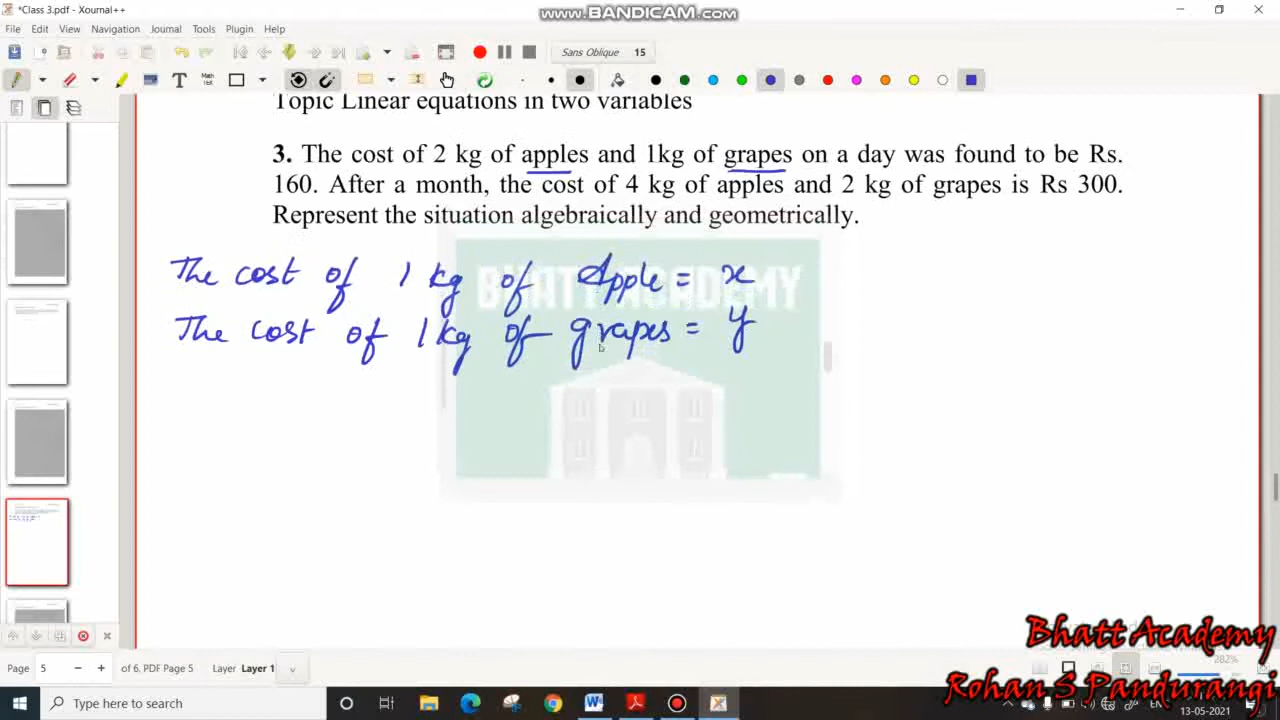 *Class 3.pdf - Xournal++
www.BANDICAM.com
File Edit View Navigation Journal Tools Plugin Help
Sans Oblique 15
Topic Linear equations in two variables
3. The cost of 2 kg of apples and 1kg of grapes on a day was found to be Rs.
160. After a month, the cost of 4 kg of apples and 2 kg of grapes is Rs 300.
Represent the situation algebraically and geometrically.
The cost of 1 kg of Apple = x
The cost of 1 kg of grapes = y
BHATT ACADEMY
Bhatt Academy
Rohan S Pandurangi
Page 5 of 6. PDF Page 5 Layer Layer 1
282%
Type here to search
13-05-2021